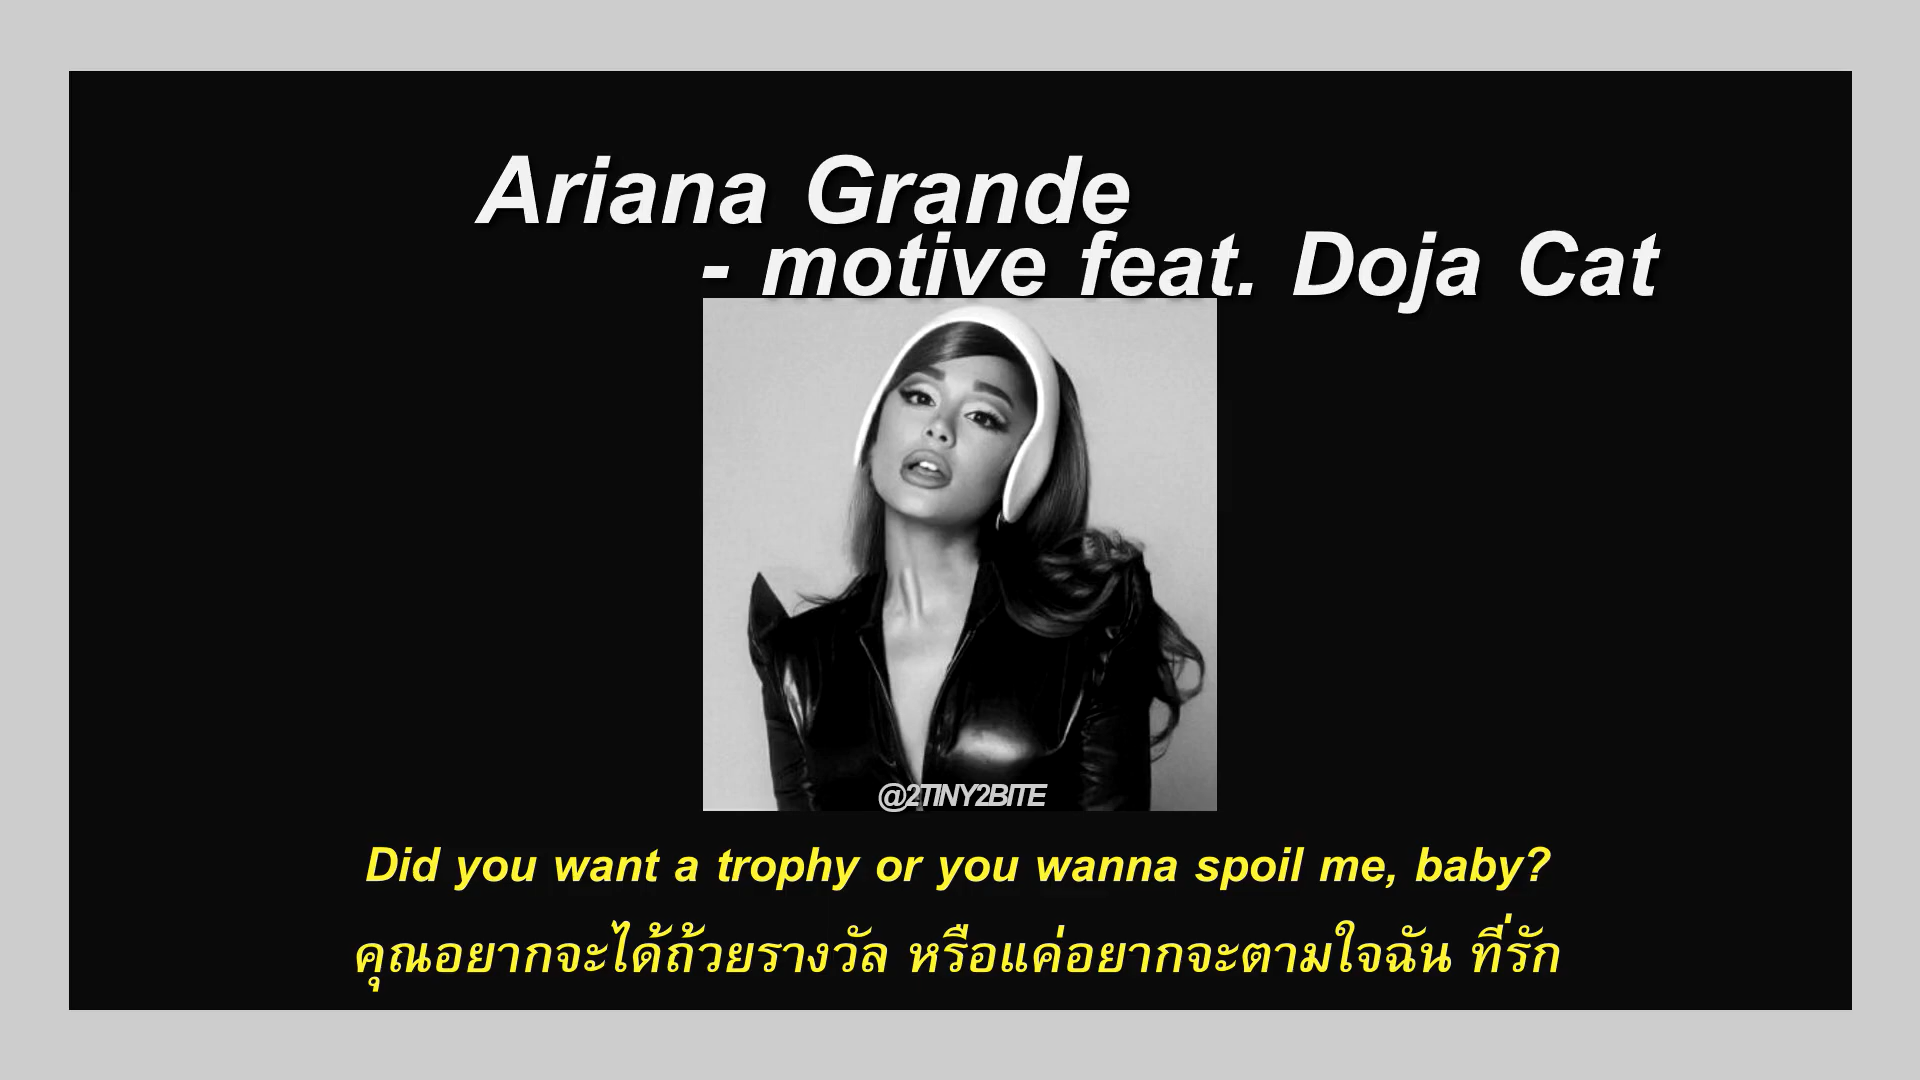 Ariana Grande
- motive feat. Doja Cat
@2TINY2BITE
Did you want a trophy or you wanna spoil me, baby?
คุณอยากจะได้ถ้วยรางวัล หรือแค่อยากจะตามใจฉัน ที่รัก